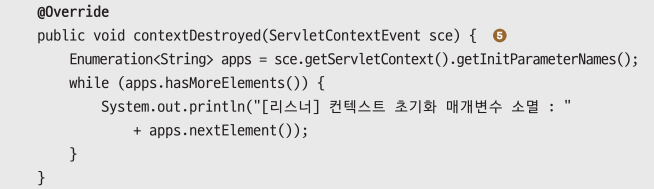 @Override
public void contextDestroyed(ServletContextEvent sce) { ❺
    Enumeration<String> apps = sce.getServletContext().getInitParameterNames();
    while (apps.hasMoreElements()) {
        System.out.println("[리스너] 컨텍스트 초기화 매개변수 소멸 : "
            + apps.nextElement());
    }
}